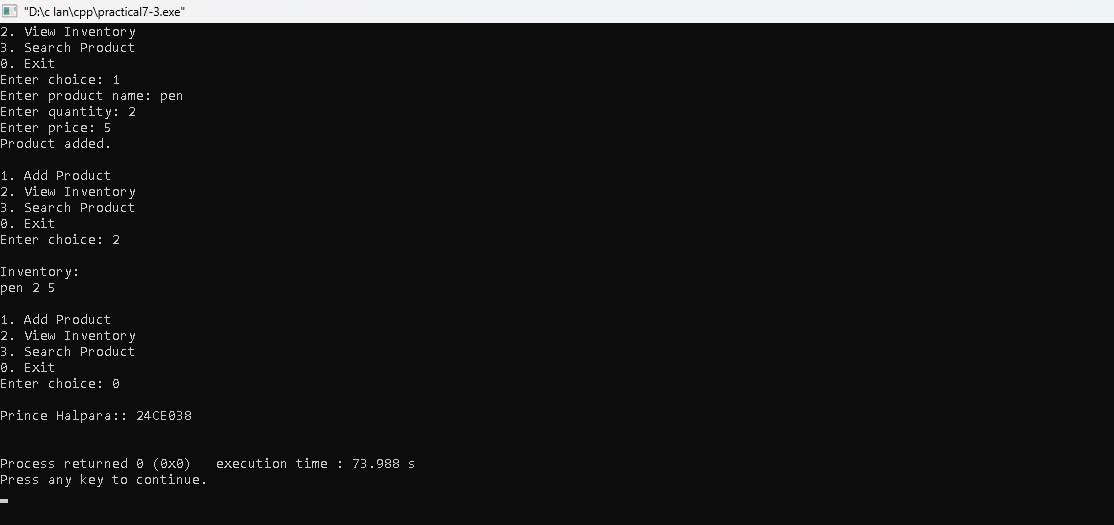 "D:\c lan\cpp\practical7-3.exe"
2. View Inventory
3. Search Product
0. Exit
Enter choice: 1
Enter product name: pen
Enter quantity: 2
Enter price: 5
Product added.
1. Add Product
2. View Inventory
3. Search Product
0. Exit
Enter choice: 2
Inventory:
pen 2 5
1. Add Product
2. View Inventory
3. Search Product
0. Exit
Enter choice: 0
Prince Halpara:: 24CE038
Process returned 0 (0x0)   execution time : 73.988 s
Press any key to continue.